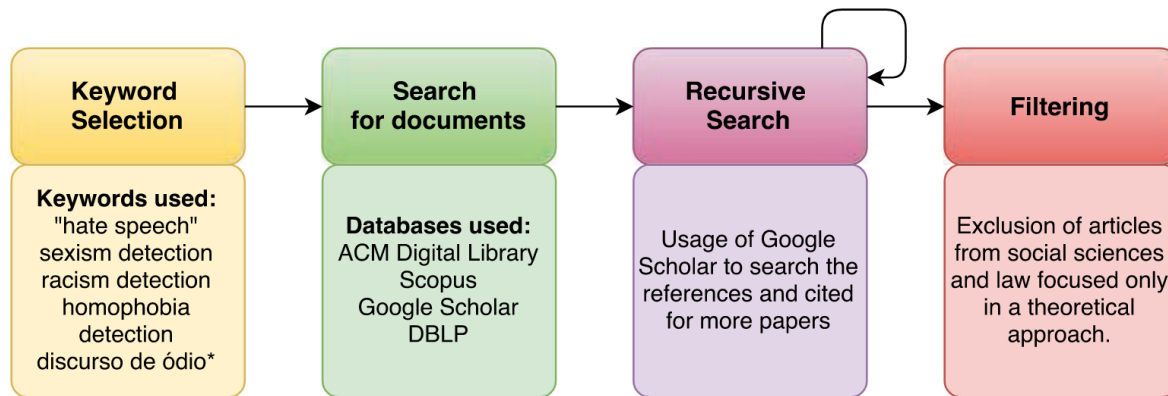 Keyword
Selection
Keywords used:
"hate speech"
sexism detection
racism detection
homophobia
detection
discurso de ódio*
Search
for documents
Databases used:
ACM Digital Library
Scopus
Google Scholar
DBLP
Recursive
Search
Usage of Google
Scholar to search the
references and cited
for more papers
Filtering
Exclusion of articles
from social sciences
and law focused only
in a theoretical
approach.